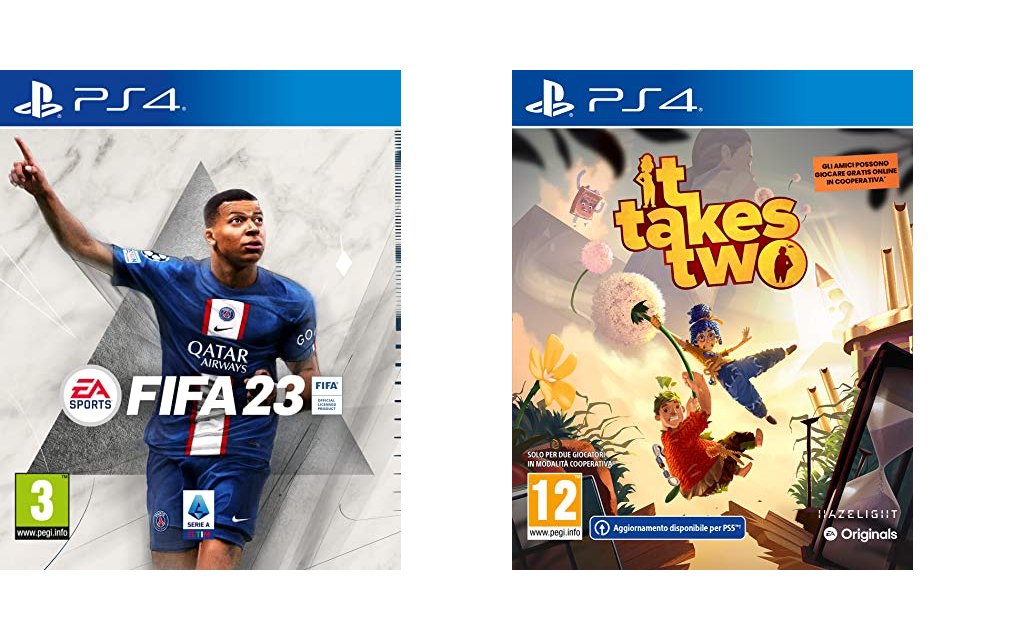 PS4
EA
SPORTS
FIFA 23
FIFA
OFFICIAL
LICENSED
PRODUCT
QATAR
AIRWAYS
GO
3
www.pegi.info
SERIE A
TIM
PS4
it
takes
two
GLI AMICI POSSONO
GIOCARE GRATIS ONLINE
IN COOPERATIVA*
SOLO PER DUE GIOCATORI
IN MODALITÀ COOPERATIVA
12
www.pegi.info
Aggiornamento disponibile per PS5™
HAZELIGHT
EA Originals